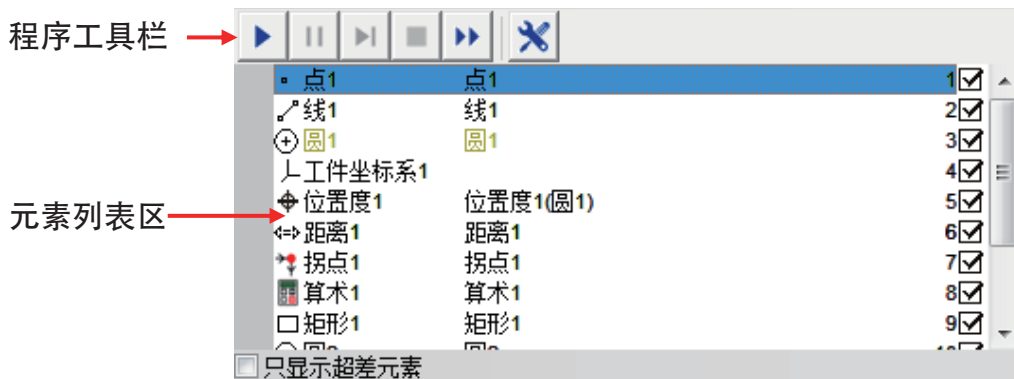 程序工具栏
点1 点1 1
线1 线1 2
圆1 圆1 3
工件坐标系1 4
位置度1 位置度1(圆1) 5
元素列表区
距离1 距离1 6
拐点1 拐点1 7
算术1 算术1 8
矩形1 矩形1 9
只显示超差元素